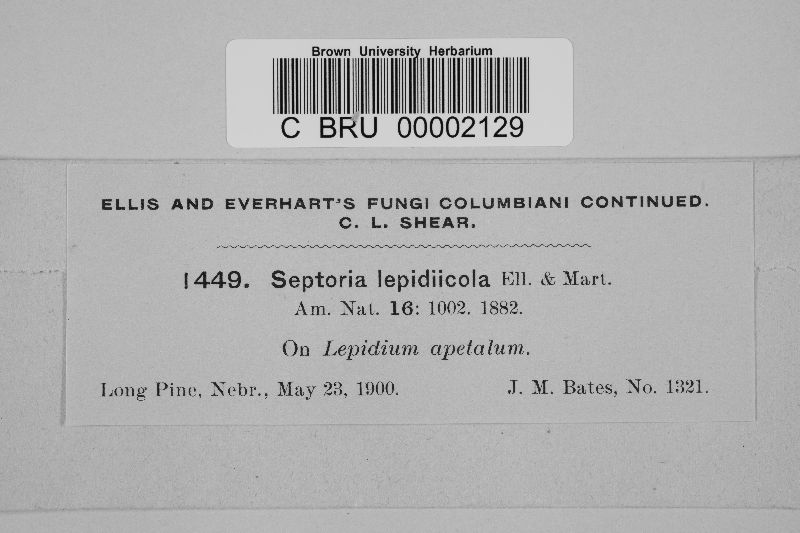 Brown University Herbarium
C BRU 00002129
ELLIS AND EVERHART'S FUNGI COLUMBIANI CONTINUED.
C. L. SHEAR.
1449. Septoria lepidiicola Ell. & Mart.
Am. Nat. 16: 1002. 1882.
On Lepidium apetalum.
Long Pine, Nebr., May 23, 1900. J. M. Bates, No. 1321.